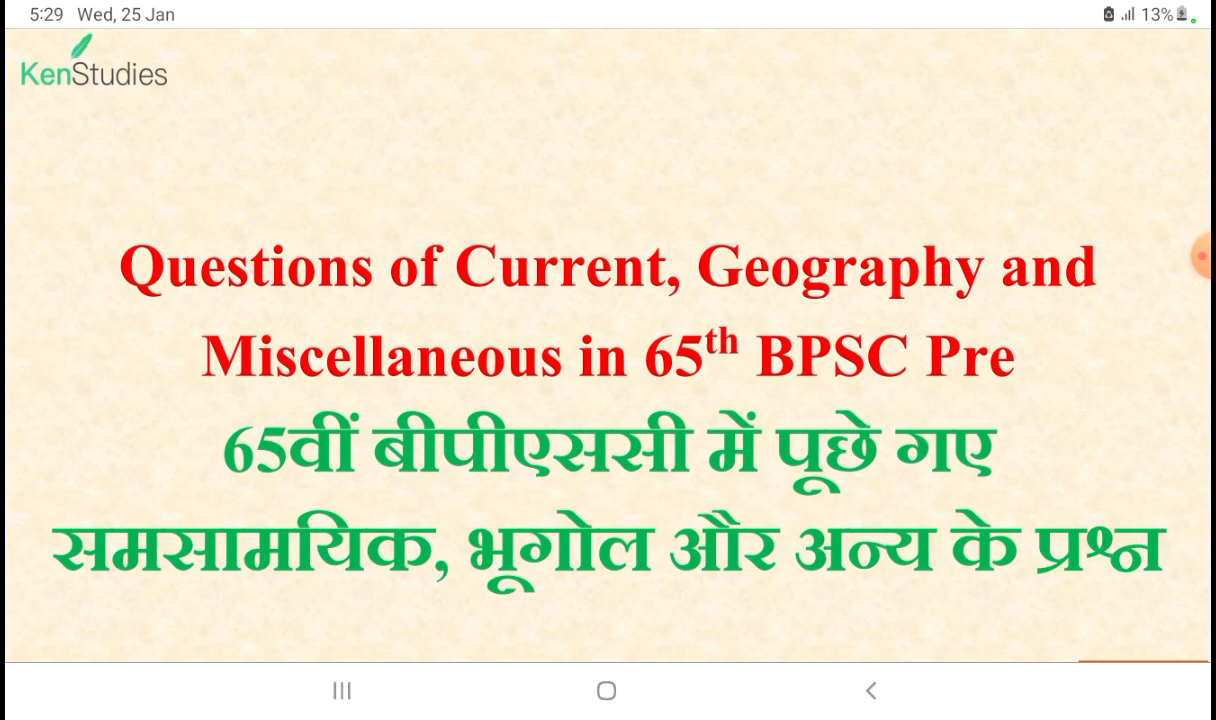 5:29 Wed, 25 Jan
13%
KenStudies
Questions of Current, Geography and
Miscellaneous in 65th BPSC Pre
65वीं बीपीएससी में पूछे गए
समसामयिक, भूगोल और अन्य के प्रश्न